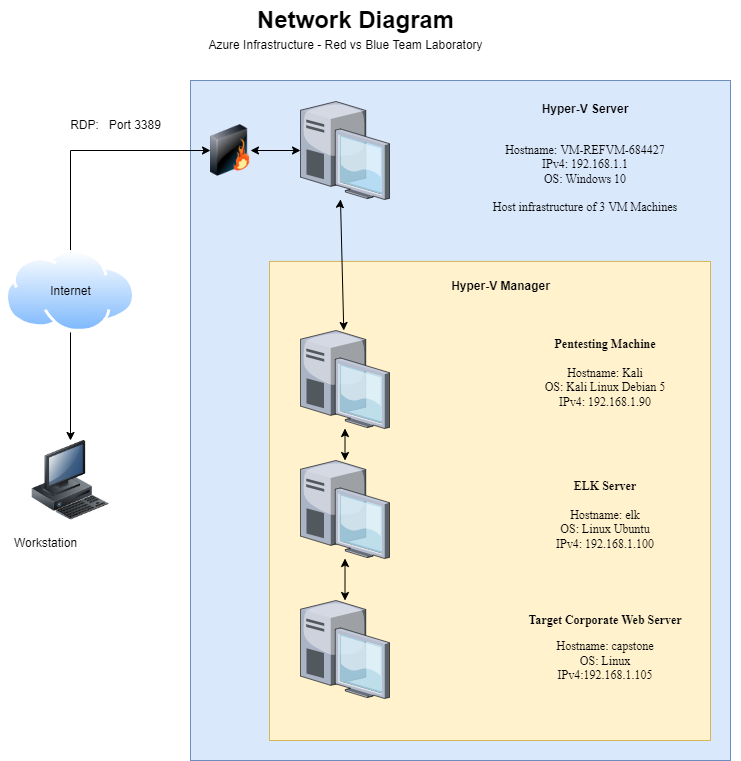 Network Diagram
Azure Infrastructure - Red vs Blue Team Laboratory
RDP:   Port 3389
Hyper-V Server
Hostname: VM-REFVM-684427
IPv4: 192.168.1.1
OS: Windows 10
Host infrastructure of 3 VM Machines
Internet
Hyper-V Manager
Pentesting Machine
Hostname: Kali
OS: Kali Linux Debian 5
IPv4: 192.168.1.90
ELK Server
Hostname: elk
OS: Linux Ubuntu
IPv4: 192.168.1.100
Workstation
Target Corporate Web Server
Hostname: capstone
OS: Linux
IPv4:192.168.1.105